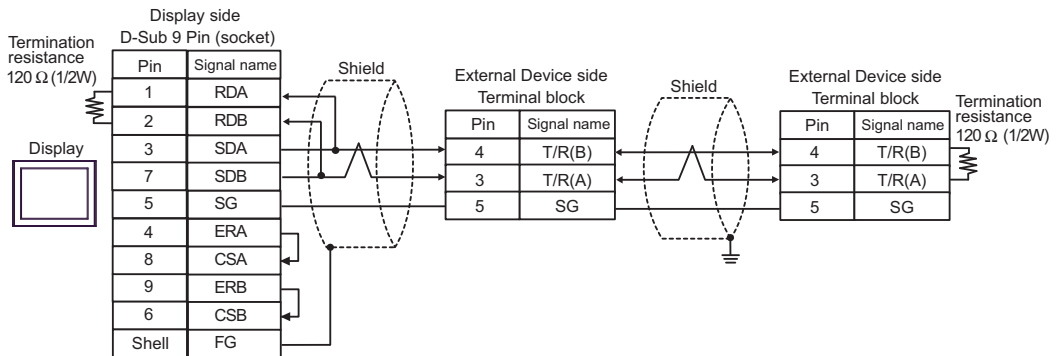 Display side
D-Sub 9 Pin (socket)
Termination
resistance
120 Ω (1/2W)
Display
Pin Signal name
1 RDA
2 RDB
3 SDA
7 SDB
5 SG
4 ERA
8 CSA
9 ERB
6 CSB
Shell FG
Shield
External Device side
Terminal block
Pin Signal name
4 T/R(B)
3 T/R(A)
5 SG
Shield
External Device side
Terminal block
Pin Signal name
4 T/R(B)
3 T/R(A)
5 SG
Termination
resistance
120 Ω (1/2W)